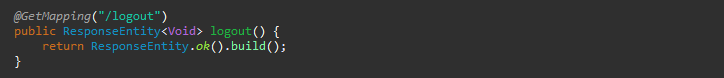 @GetMapping("/logout")
public ResponseEntity<Void> logout() {
    return ResponseEntity.ok().build();
}